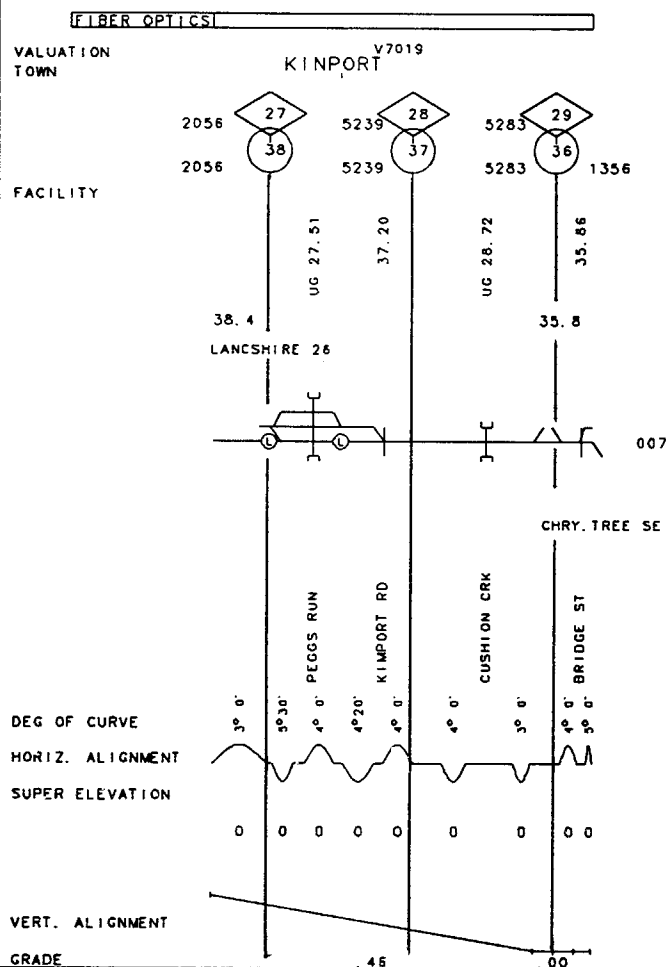 FIBER OPTICS
VALUATION V7019
TOWN KINPORT
2056 27 5239 28 5283 29
2056 38 5239 37 5283 36 1356
FACILITY
UG 27.51 37.20 UG 28.72 35.86
38.4 35.8
LANCSHIRE 26
L L 007
CHRY.TREE SE
PEGGS RUN KIMPORT RD CUSHION CRK BRIDGE ST
DEG OF CURVE 3° 0' 5°30' 4° 0' 4°20' 4° 0' 4° 0' 3° 0' 4° 0' 5° 0'
HORIZ. ALIGNMENT
SUPER ELEVATION
0 0 0 0 0 0 0 0 0
VERT. ALIGNMENT
GRADE .46 .00